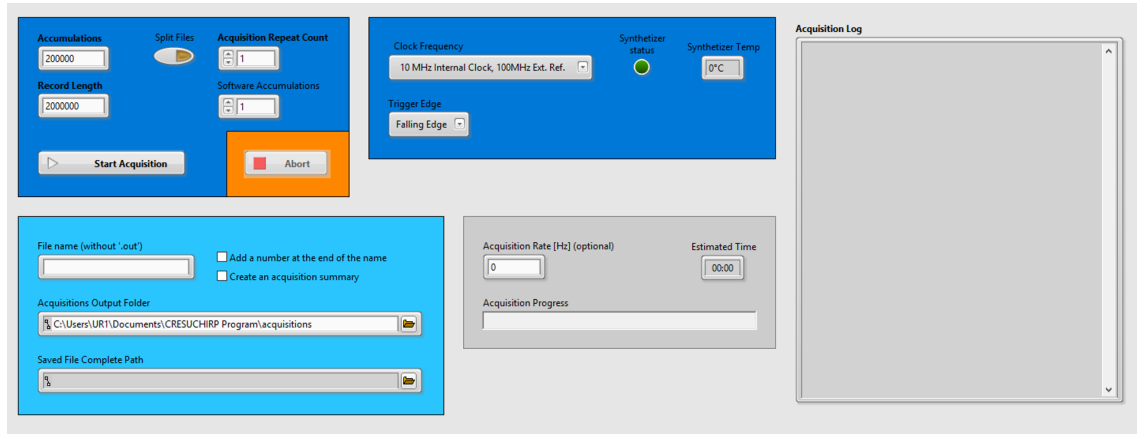 Accumulations
Split Files
Acquisition Repeat Count
200000
1
Record Length
Software Accumulations
2000000
1
Start Acquisition
Abort
Clock Frequency
Synthetizer
status
Synthetizer Temp
10 MHz Internal Clock, 100MHz Ext. Ref.
0°C
Trigger Edge
Falling Edge
Acquisition Log
File name (without '.out')
Add a number at the end of the name
Create an acquisition summary
Acquisitions Output Folder
C:\Users\UR1\Documents\CRESUCHIRP Program\acquisitions
Saved File Complete Path
Acquisition Rate [Hz] (optional)
Estimated Time
0
00:00
Acquisition Progress